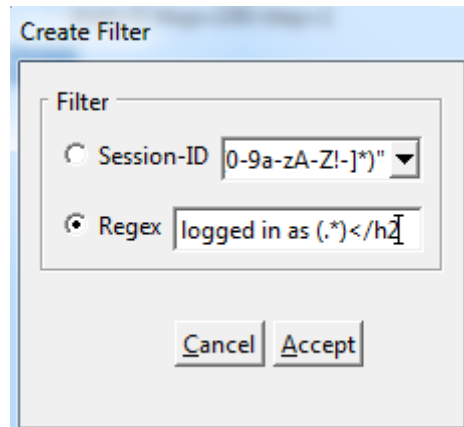 Create Filter
Filter
Session-ID 0-9a-zA-Z!-]*)"
Regex logged in as (.*)</h2
Cancel Accept